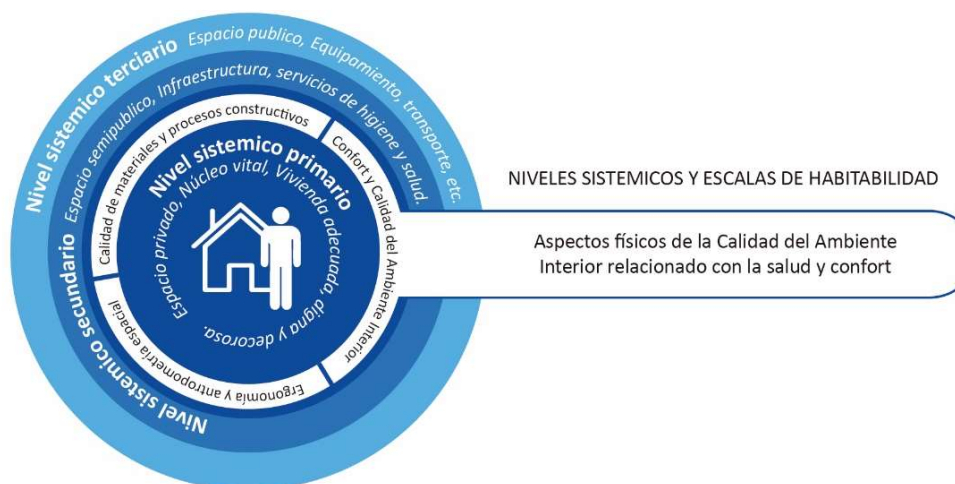 Nivel sistemico terciario
Espacio publico, Equipamiento, transporte, etc.
Nivel sistemico secundario
Espacio semipublico, Infraestructura, servicios de higiene y salud.
Calidad de materiales y procesos constructivos
Confort y Calidad del Ambiente Interior
Ergonomía y antropometría espacial
Nivel sistemico primario
Espacio privado, Núcleo vital, Vivienda adecuada, digna y decorosa.
NIVELES SISTEMICOS Y ESCALAS DE HABITABILIDAD
Aspectos físicos de la Calidad del Ambiente
Interior relacionado con la salud y confort